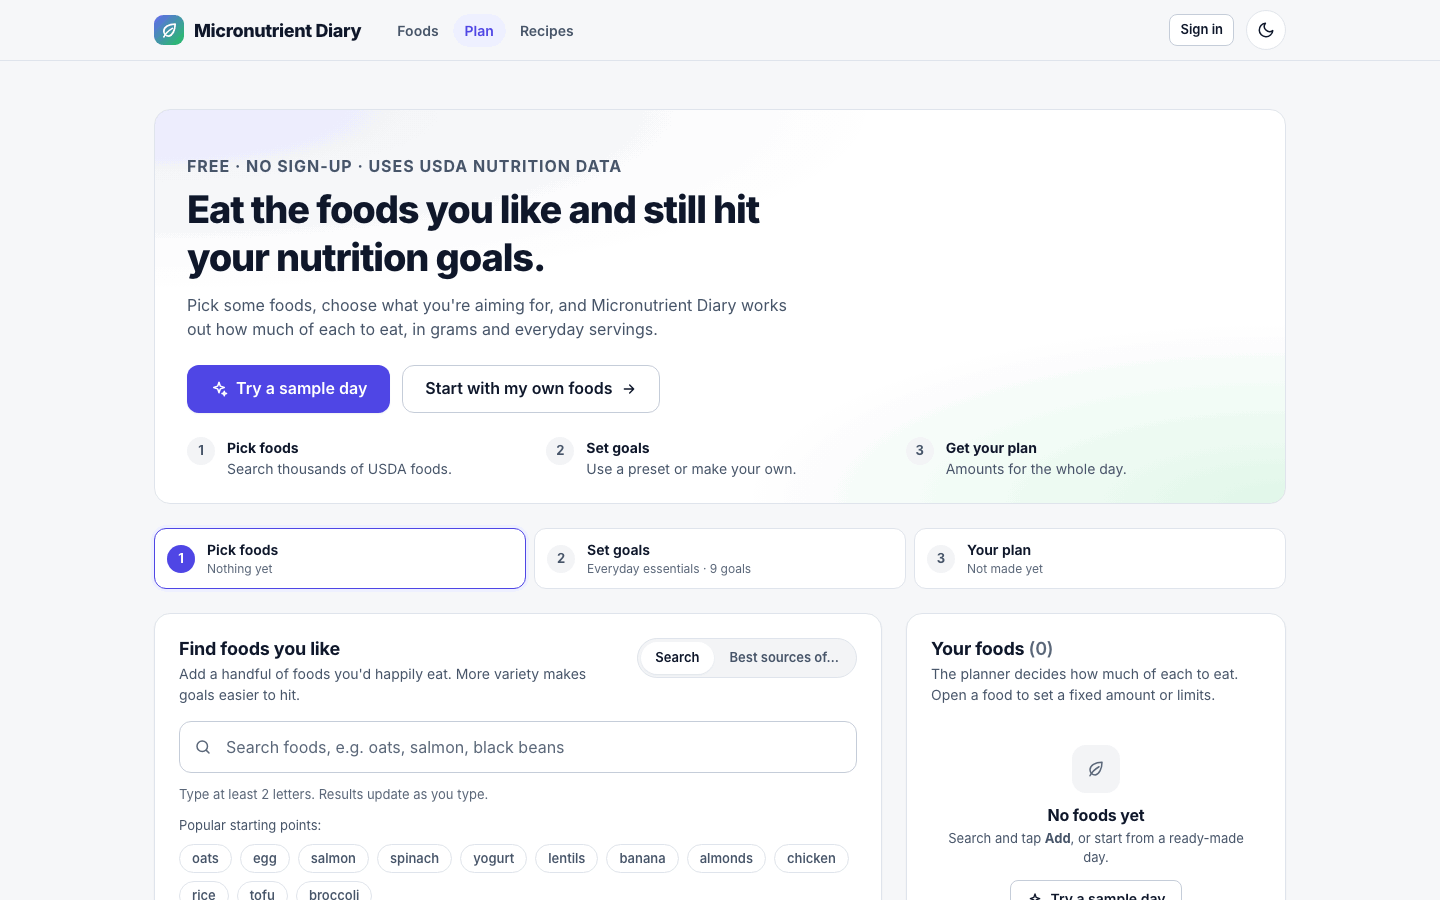 Micronutrient Diary
Foods
Plan
Recipes
Sign in
FREE · NO SIGN-UP · USES USDA NUTRITION DATA
Eat the foods you like and still hit
your nutrition goals.
Pick some foods, choose what you're aiming for, and Micronutrient Diary works
out how much of each to eat, in grams and everyday servings.
Try a sample day
Start with my own foods →
1
Pick foods
Search thousands of USDA foods.
2
Set goals
Use a preset or make your own.
3
Get your plan
Amounts for the whole day.
1
Pick foods
Nothing yet
2
Set goals
Everyday essentials · 9 goals
3
Your plan
Not made yet
Find foods you like
Add a handful of foods you'd happily eat. More variety makes
goals easier to hit.
Search
Best sources of...
Search foods, e.g. oats, salmon, black beans
Type at least 2 letters. Results update as you type.
Popular starting points:
oats
egg
salmon
spinach
yogurt
lentils
banana
almonds
chicken
rice
tofu
broccoli
Your foods (0)
The planner decides how much of each to eat.
Open a food to set a fixed amount or limits.
No foods yet
Search and tap Add, or start from a ready-made
day.
Try a sample day